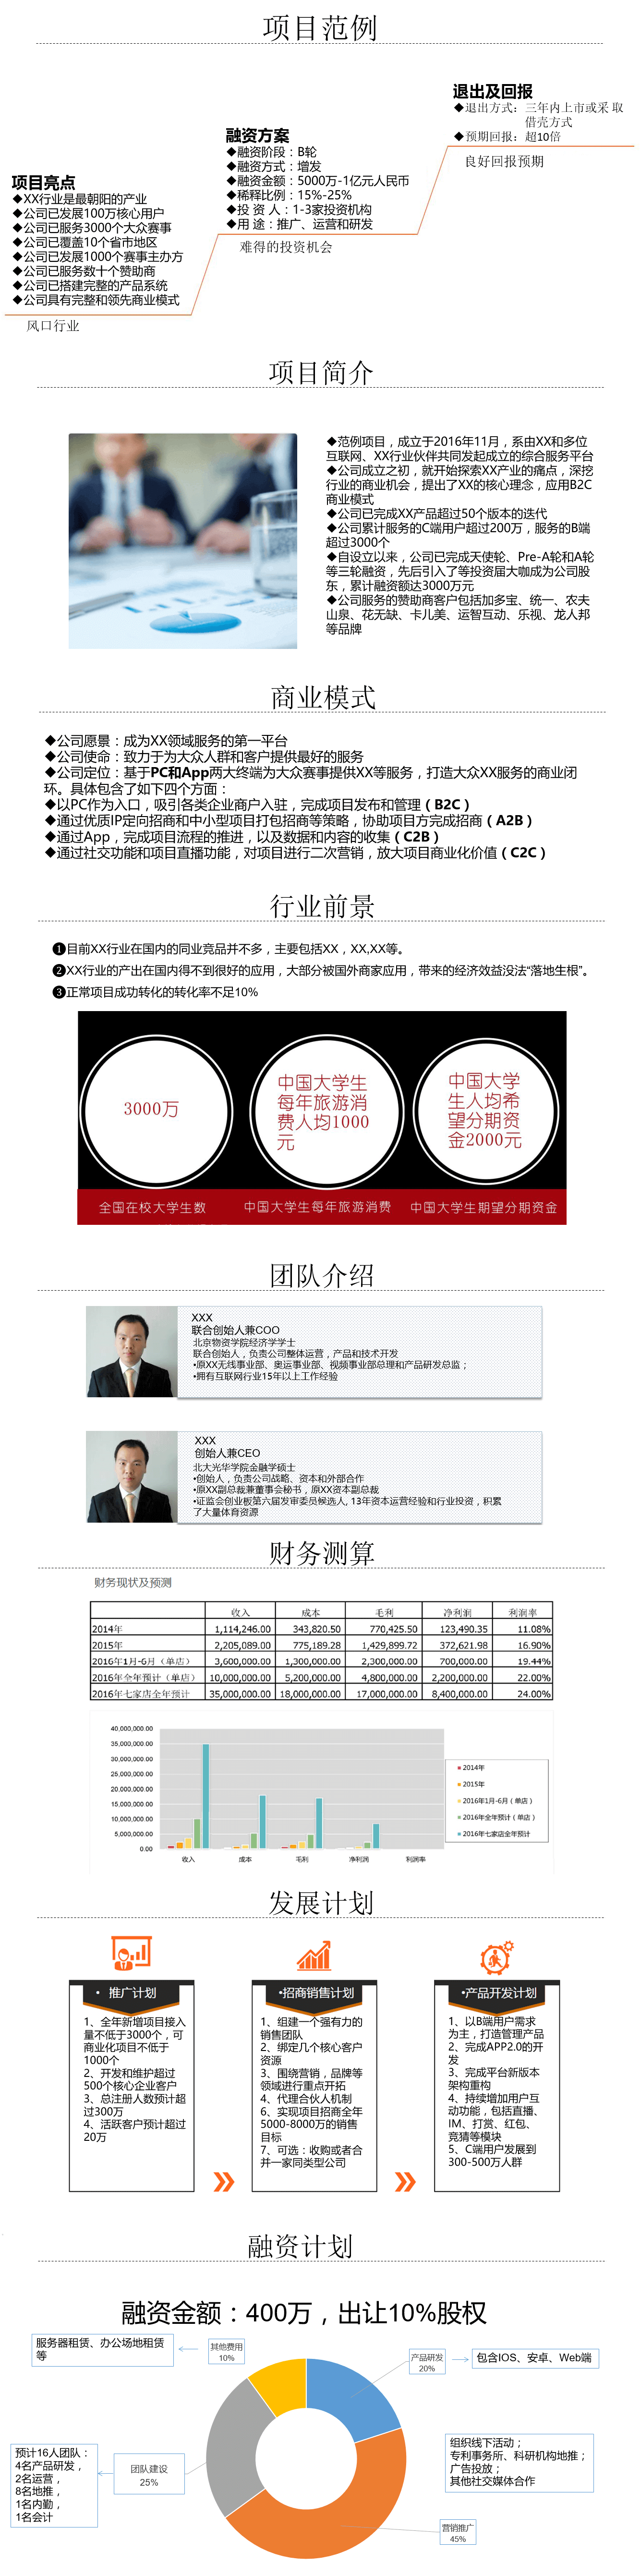 项目范例
退出及回报
◆退出方式：三年内上市或采 取
借壳方式
◆预期回报：超10倍
良好回报预期
融资方案
◆融资阶段：B轮
◆融资方式：增发
◆融资金额：5000万-1亿元人民币
◆稀释比例：15%-25%
◆投 资 人：1-3家投资机构
◆用 途：推广、运营和研发
难得的投资机会
项目亮点
◆XX行业是最朝阳的产业
◆公司已发展100万核心用户
◆公司已服务3000个大众赛事
◆公司已覆盖10个省市地区
◆公司已发展1000个赛事主办方
◆公司已服务数十个赞助商
◆公司已搭建完整的产品系统
◆公司具有完整和领先商业模式
风口行业
项目简介
◆范例项目，成立于2016年11月，系由XX和多位
互联网、XX行业伙伴共同发起成立的综合服务平台
◆公司成立之初，就开始探索XX产业的痛点，深挖
行业的商业机会，提出了XX的核心理念，应用B2C
商业模式
◆公司已完成XX产品超过50个版本的迭代
◆公司累计服务的C端用户超过200万，服务的B端
超过3000个
◆自设立以来，公司已完成天使轮、Pre-A轮和A轮
等三轮融资，先后引入了等投资届大咖成为公司股
东，累计融资额达3000万元
◆公司服务的赞助商客户包括加多宝、统一、农夫
山泉、花无缺、卡儿美、运智互动、乐视、龙人邦
等品牌
商业模式
◆公司愿景：成为XX领域服务的第一平台
◆公司使命：致力于为大众人群和客户提供最好的服务
◆公司定位：基于PC和App两大终端为大众赛事提供XX等服务，打造大众XX服务的商业闭
环。具体包含了如下四个方面：
◆以PC作为入口，吸引各类企业商户入驻，完成项目发布和管理（B2C）
◆通过优质IP定向招商和中小型项目打包招商等策略，协助项目方完成招商（A2B）
◆通过App，完成项目流程的推进，以及数据和内容的收集（C2B）
◆通过社交功能和项目直播功能，对项目进行二次营销，放大项目商业化价值（C2C）
行业前景
❶目前XX行业在国内的同业竞品并不多，主要包括XX，XX,XX等。
❷XX行业的产出在国内得不到很好的应用，大部分被国外商家应用，带来的经济效益没法“落地生根”。
❸正常项目成功转化的转化率不足10%
3000万
中国大学生
每年旅游消
费人均1000
元
中国大学
生人均希
望分期资
金2000元
全国在校大学生数
中国大学生每年旅游消费
中国大学生期望分期资金
团队介绍
XXX
联合创始人兼COO
北京物资学院经济学学士
联合创始人，负责公司整体运营，产品和技术开发
•原XX无线事业部、奥运事业部、视频事业部总理和产品研发总监；
•拥有互联网行业15年以上工作经验
XXX
创始人兼CEO
北大光华学院金融学硕士
•创始人，负责公司战略、资本和外部合作
•原XX副总裁兼董事会秘书，原XX资本副总裁
•证监会创业板第六届发审委员候选人, 13年资本运营经验和行业投资，积累
了大量体育资源
财务测算
财务现状及预测
收入 成本 毛利 净利润 利润率
2014年 1,114,246.00 343,820.50 770,425.50 123,490.35 11.08%
2015年 2,205,089.00 775,189.28 1,429,899.72 372,621.98 16.90%
2016年1月-6月（单店） 3,600,000.00 1,300,000.00 2,300,000.00 700,000.00 19.44%
2016年全年预计（单店） 10,000,000.00 5,200,000.00 4,800,000.00 2,200,000.00 22.00%
2016年七家店全年预计 35,000,000.00 18,000,000.00 17,000,000.00 8,400,000.00 24.00%
40,000,000.00
35,000,000.00
30,000,000.00
25,000,000.00
20,000,000.00
15,000,000.00
10,000,000.00
5,000,000.00
0.00
收入 成本 毛利 净利润 利润率
2014年
2015年
2016年1月-6月（单店）
2016年全年预计（单店）
2016年七家店全年预计
发展计划
• 推广计划
1、全年新增项目接入
量不低于3000个，可
商业化项目不低于
1000个
2、开发和维护超过
500个核心企业客户
3、总注册人数预计超
过300万
4、活跃客户预计超过
20万
•招商销售计划
1、组建一个强有力的
销售团队
2、绑定几个核心客户
资源
3、围绕营销，品牌等
领域进行重点开拓
4、代理合伙人机制
6、实现项目招商全年
5000-8000万的销售
目标
7、可选：收购或者合
并一家同类型公司
•产品开发计划
1、以B端用户需求
为主，打造管理产品
2、完成APP2.0的开
发
3、完成平台新版本
架构重构
4、持续增加用户互
动功能，包括直播、
IM、打赏、红包、
竞猜等模块
5、C端用户发展到
300-500万人群
融资计划
融资金额：400万，出让10%股权
服务器租赁、办公场地租赁
等
其他费用
10%
产品研发
20%
包含IOS、安卓、Web端
预计16人团队：
4名产品研发，
2名运营，
8名地推，
1名内勤，
1名会计
团队建设
25%
组织线下活动；
专利事务所、科研机构地推；
广告投放；
其他社交媒体合作
营销推广
45%